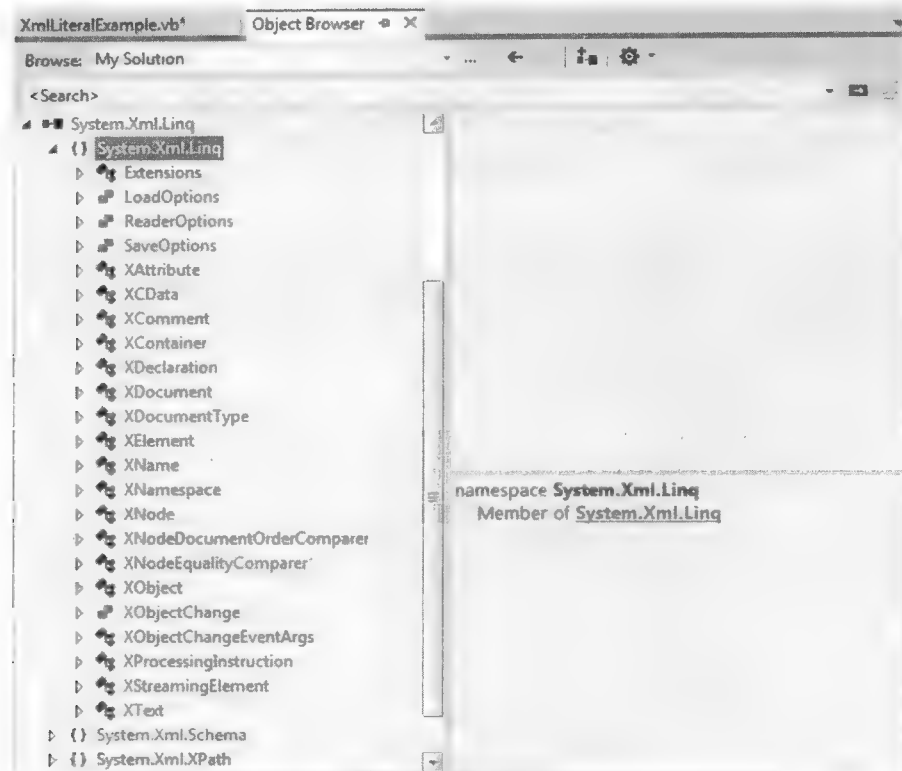 XmlLiteralExample.vb*
Object Browser
Browse: My Solution
...
<Search>
System.Xml.Linq
{} System.Xml.Linq
Extensions
LoadOptions
ReaderOptions
SaveOptions
XAttribute
XCData
XComment
XContainer
XDeclaration
XDocument
XDocumentType
XElement
XName
XNamespace
XNode
XNodeDocumentOrderComparer
XNodeEqualityComparer
XObject
XObjectChange
XObjectChangeEventArgs
XProcessingInstruction
XStreamingElement
XText
{} System.Xml.Schema
{} System.Xml.XPath
namespace System.Xml.Linq
Member of System.Xml.Linq